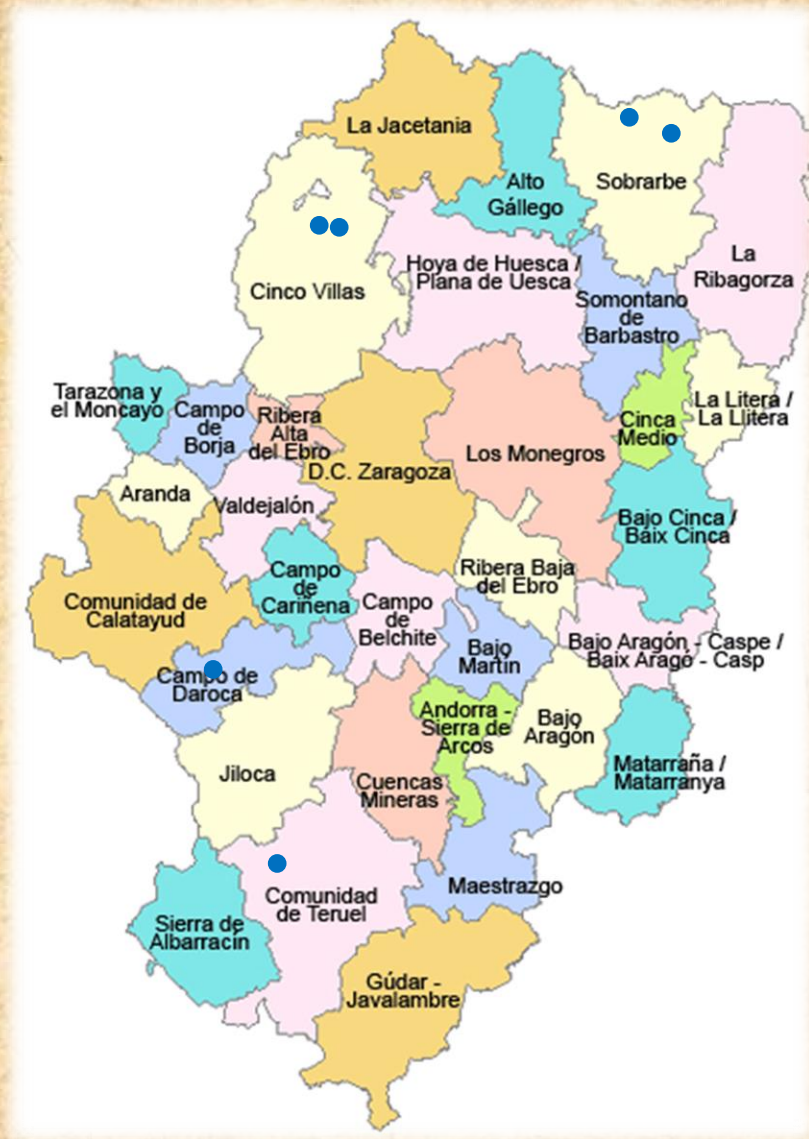 La Jacetania
Alto
Gállego
Sobrarbe
La
Ribagorza
Hoya de Huesca /
Plana de Uesca
Cinco Villas
Somontano
de
Barbastro
Tarazona y
el Moncayo
Campo
de
Borja
Ribera
Alta
del Ebro
D.C. Zaragoza
Los Monegros
Cinca
Medio
La Litera /
La Llitera
Aranda
Valdejalón
Bajo Cinca /
Baix Cinca
Comunidad de
Calatayud
Campo
de
Cariñena
Campo
de
Belchite
Ribera Baja
del Ebro
Bajo
Martín
Bajo Aragón - Caspe /
Baix Aragó - Casp
Campo de
Daroca
Andorra -
Sierra de
Arcos
Bajo
Aragón
Jiloca
Cuencas
Mineras
Matarraña /
Matarranya
Comunidad
de Teruel
Maestrazgo
Sierra de
Albarracín
Gúdar -
Javalambre